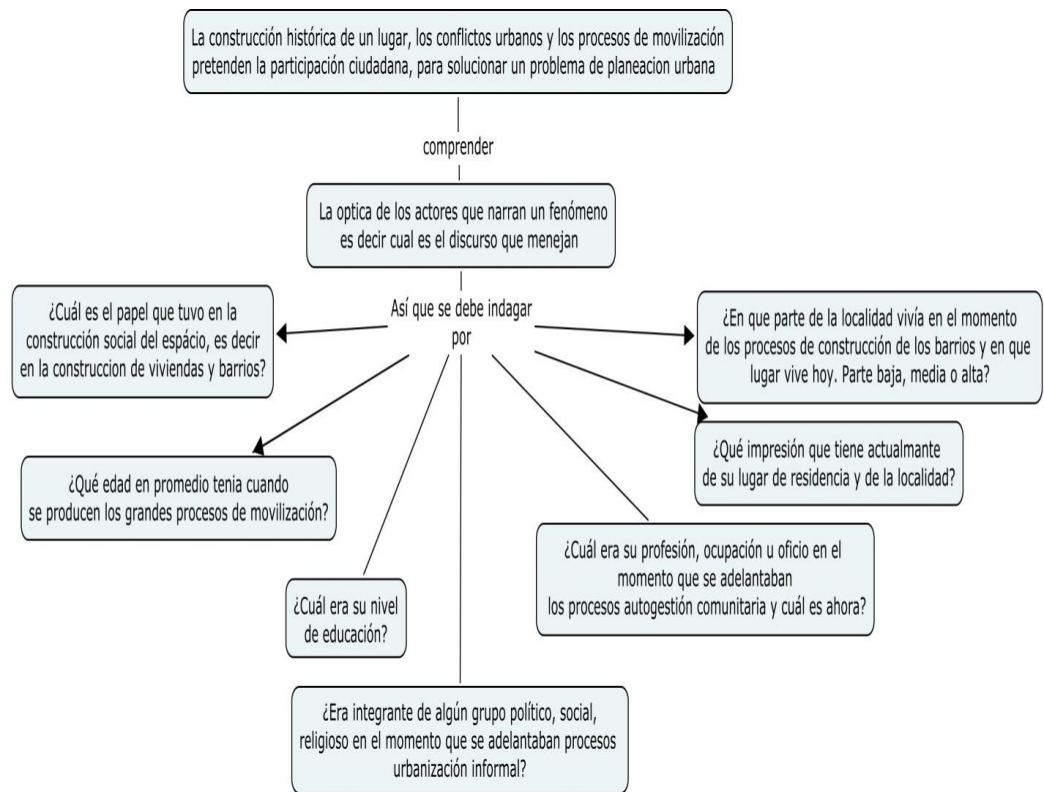 La construcción histórica de un lugar, los conflictos urbanos y los procesos de movilización
pretenden la participación ciudadana, para solucionar un problema de planeacion urbana
comprender
La optica de los actores que narran un fenómeno
es decir cual es el discurso que menejan
Así que se debe indagar
por
¿Cuál es el papel que tuvo en la
construcción social del espácio, es decir
en la construccion de viviendas y barrios?
¿En que parte de la localidad vivía en el momento
de los procesos de construcción de los barrios y en que
lugar vive hoy. Parte baja, media o alta?
¿Qué impresión que tiene actualmante
de su lugar de residencia y de la localidad?
¿Qué edad en promedio tenia cuando
se producen los grandes procesos de movilización?
¿Cuál era su profesión, ocupación u oficio en el
momento que se adelantaban
los procesos autogestión comunitaria y cuál es ahora?
¿Cuál era su nivel
de educación?
¿Era integrante de algún grupo político, social,
religioso en el momento que se adelantaban procesos
urbanización informal?